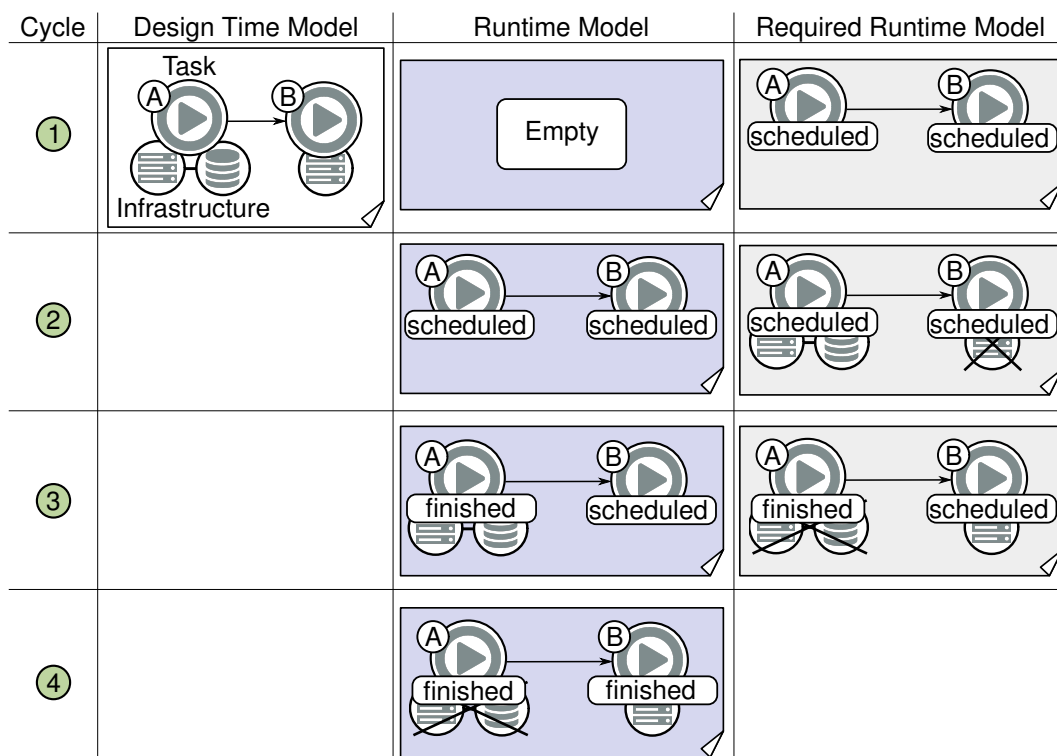 Cycle Design Time Model Runtime Model Required Runtime Model
Task
A B
Infrastructure
1
Empty
A B
scheduled scheduled
2
A B
scheduled scheduled
A B
scheduled scheduled
3
A B
finished scheduled
A B
finished scheduled
4
A B
finished finished